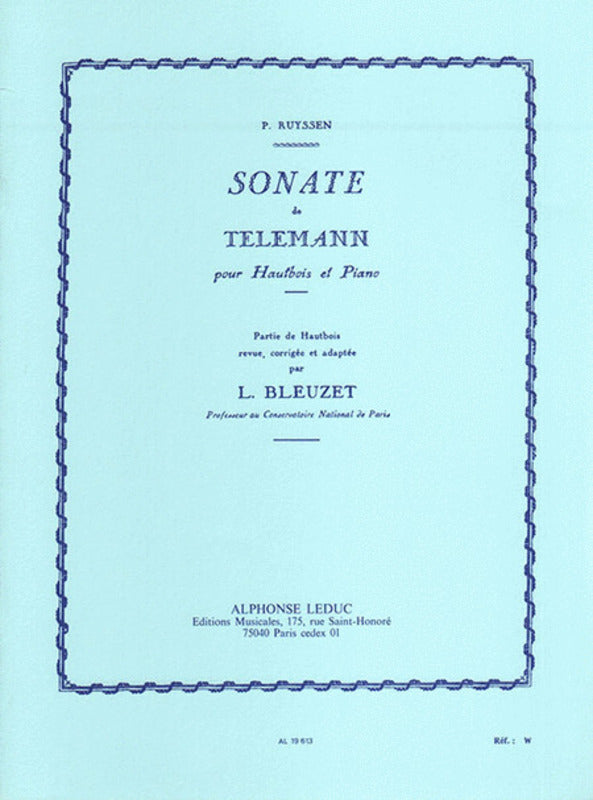 P. RUYSSEN
SONATE
de
TELEMANN
pour Hautbois et Piano
Partie de Hautbois
revue, corrigée et adaptée
par
L. BLEUZET
Professeur au Conservatoire National de Paris
ALPHONSE LEDUC
Editions Musicales, 175, rue Saint-Honoré
75040 Paris cedex 01
AL 19 613
Réf. : W